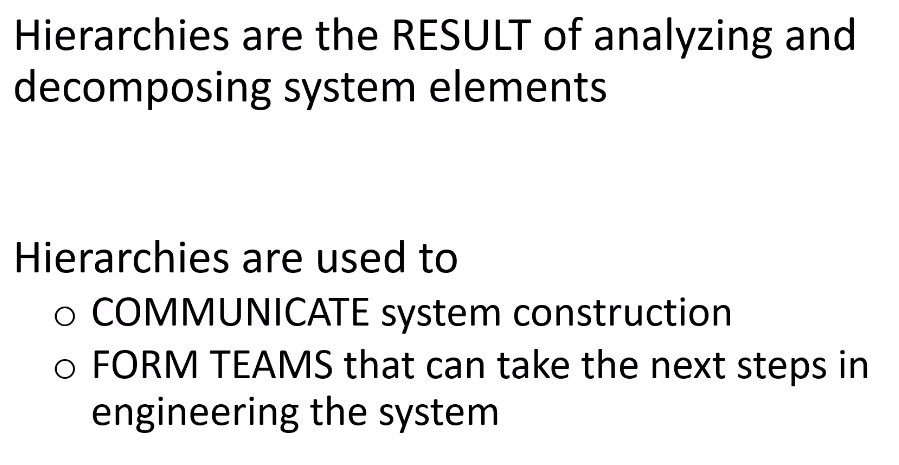 Hierarchies are the RESULT of analyzing and
decomposing system elements
Hierarchies are used to
o COMMUNICATE system construction
o FORM TEAMS that can take the next steps in
engineering the system